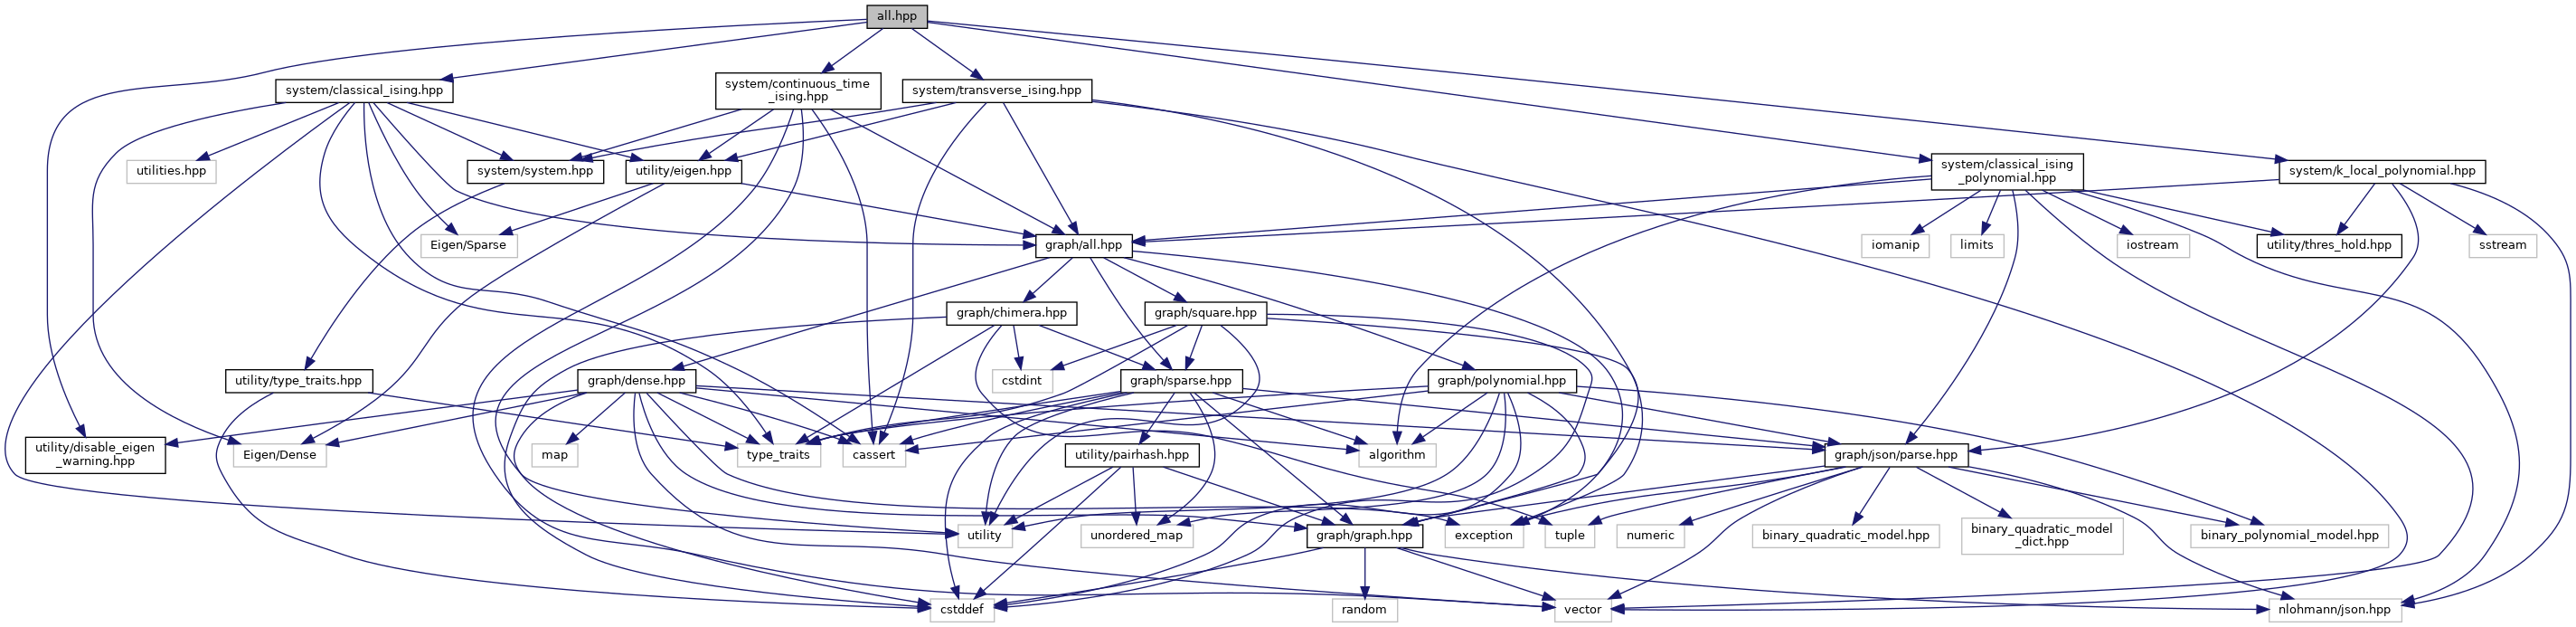 all.hpp
system/classical_ising.hpp
system/continuous_time
_ising.hpp
system/transverse_ising.hpp
utilities.hpp
system/system.hpp
utility/eigen.hpp
system/classical_ising
_polynomial.hpp
system/k_local_polynomial.hpp
Eigen/Sparse
graph/all.hpp
iomanip
limits
iostream
utility/thres_hold.hpp
sstream
graph/chimera.hpp
graph/square.hpp
utility/type_traits.hpp
graph/dense.hpp
cstdint
graph/sparse.hpp
graph/polynomial.hpp
utility/disable_eigen
_warning.hpp
Eigen/Dense
map
type_traits
cassert
utility/pairhash.hpp
algorithm
graph/json/parse.hpp
utility
unordered_map
graph/graph.hpp
exception
tuple
numeric
binary_quadratic_model.hpp
binary_quadratic_model
_dict.hpp
binary_polynomial_model.hpp
cstddef
random
vector
nlohmann/json.hpp